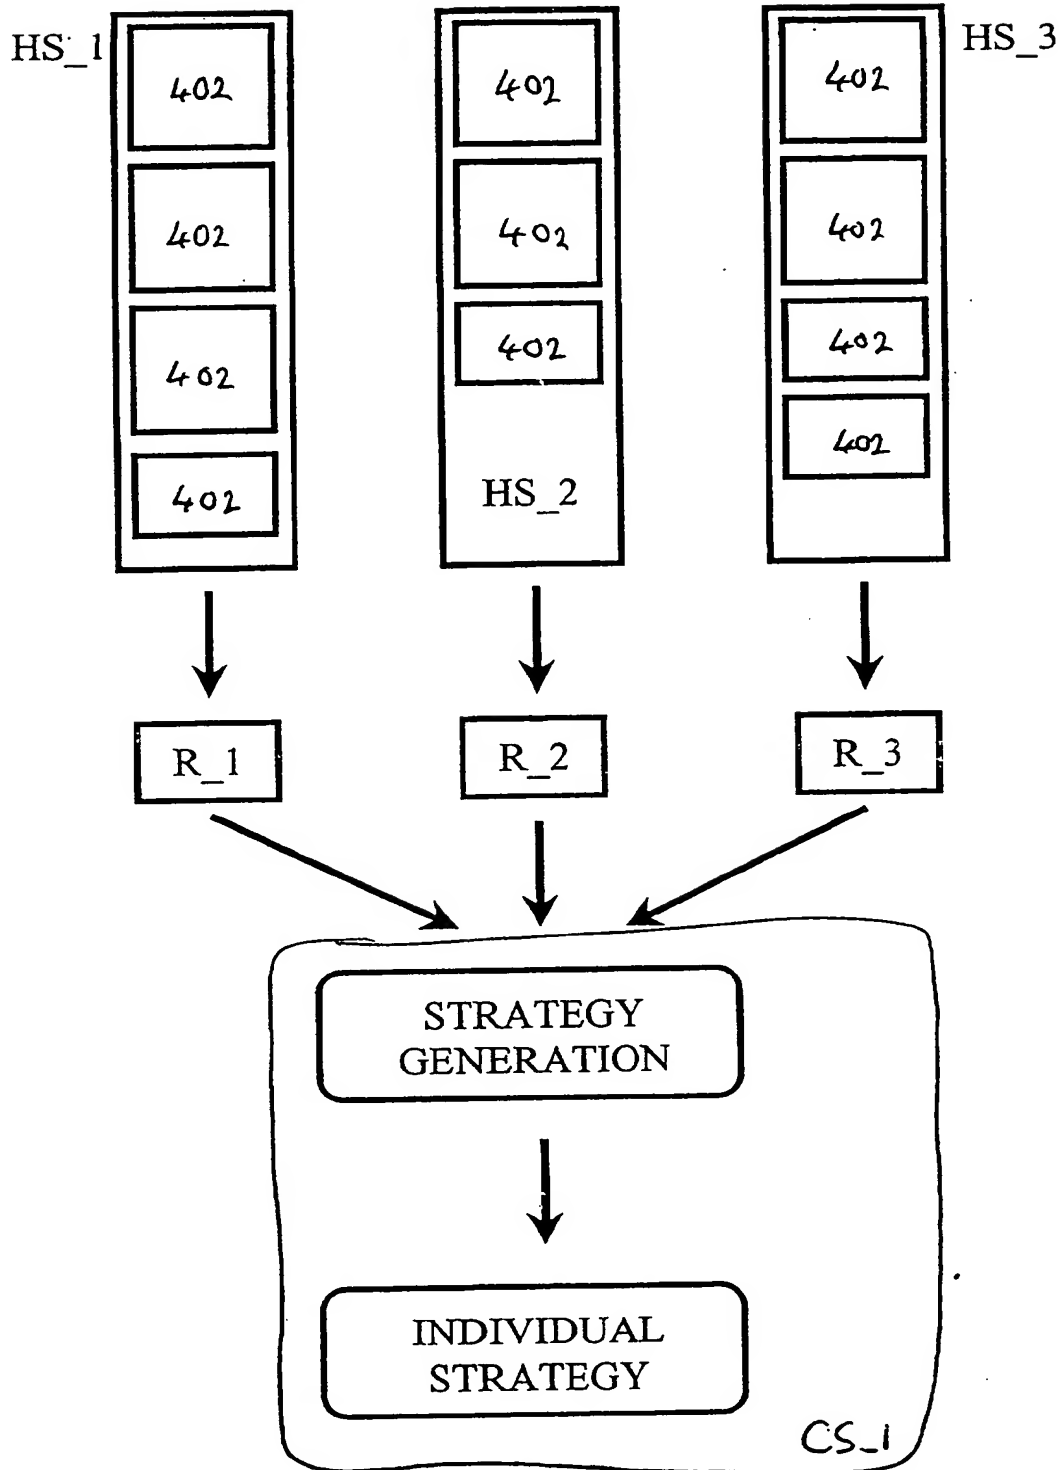 HS_1
402
402
402
402
402
402
402
HS_2
HS_3
402
402
402
402
R_1
R_2
R_3
STRATEGY
GENERATION
INDIVIDUAL
STRATEGY
CS_1